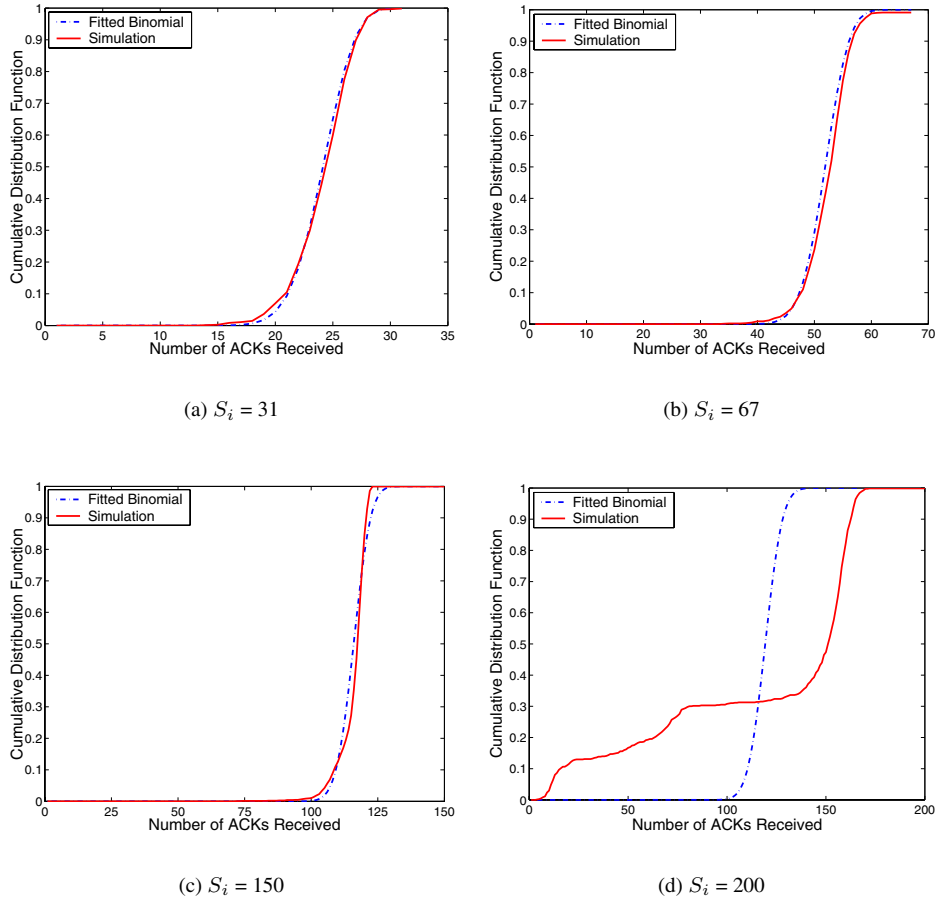 1
0.9
0.8
0.7
0.6
0.5
0.4
0.3
0.2
0.1
0
Cumulative Distribution Function
Fitted Binomial
Simulation
0 5 10 15 20 25 30 35
Number of ACKs Received
(a) S_i = 31
1
0.9
0.8
0.7
0.6
0.5
0.4
0.3
0.2
0.1
0
Cumulative Distribution Function
Fitted Binomial
Simulation
0 10 20 30 40 50 60 70
Number of ACKs Received
(b) S_i = 67
1
0.9
0.8
0.7
0.6
0.5
0.4
0.3
0.2
0.1
0
Cumulative Distribution Function
Fitted Binomial
Simulation
0 25 50 75 100 125 150
Number of ACKs Received
(c) S_i = 150
1
0.9
0.8
0.7
0.6
0.5
0.4
0.3
0.2
0.1
0
Cumulative Distribution Function
Fitted Binomial
Simulation
0 50 100 150 200
Number of ACKs Received
(d) S_i = 200